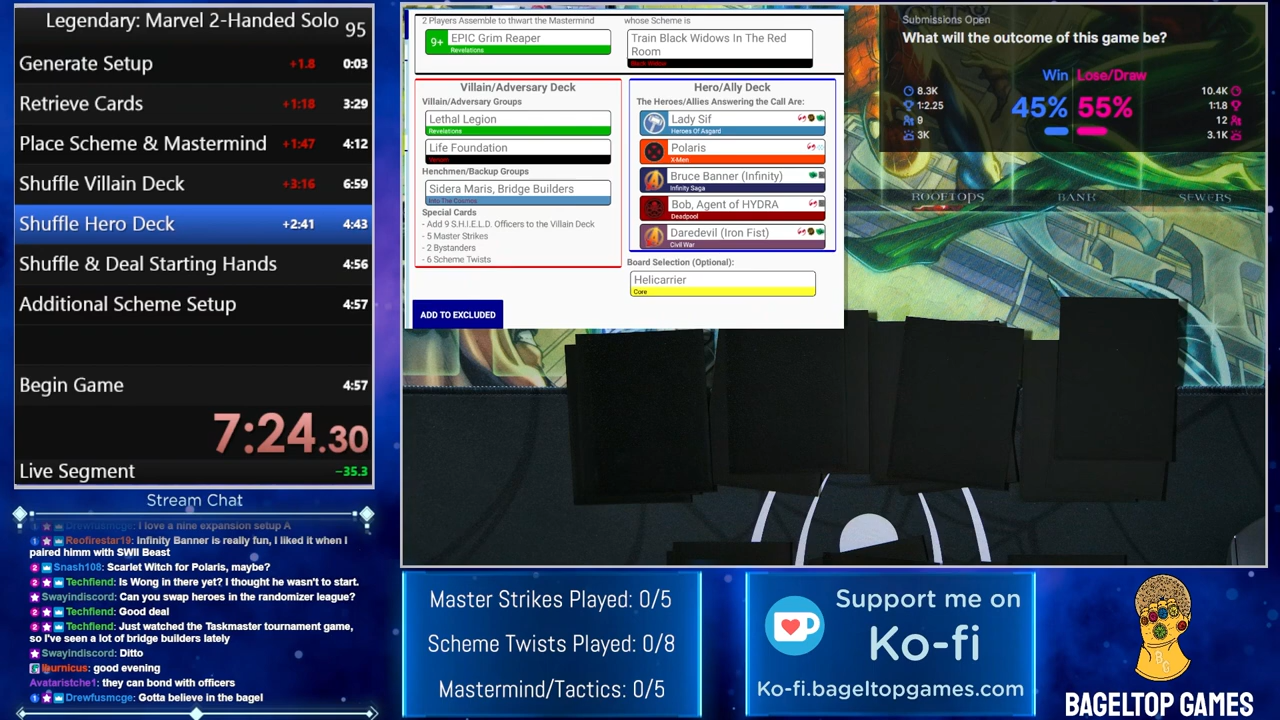 Legendary: Marvel 2-Handed Solo 95
Generate Setup +1.8 0:03
Retrieve Cards +1:18 3:29
Place Scheme & Mastermind +1:47 4:12
Shuffle Villain Deck +3:16 6:59
Shuffle Hero Deck +2:41 4:43
Shuffle & Deal Starting Hands 4:56
Additional Scheme Setup 4:57
Begin Game 4:57
7:24.30
Live Segment −35.3
Stream Chat
Drewfusmcge: I love a nine expansion setup A
Reofirestar19: Infinity Banner is really fun, I liked it when I
paired himm with SWII Beast
Snash108: Scarlet Witch for Polaris, maybe?
Techfiend: Is Wong in there yet? I thought he wasn't to start.
SwayIndiscord: Can you swap heroes in the randomizer league?
Techfiend: Good deal
Techfiend: Just watched the Taskmaster tournament game,
so I've seen a lot of bridge builders lately
SwayIndiscord: Ditto
burnicus: good evening
Avataristche1: they can bond with officers
Drewfusmcge: Gotta believe in the bagel
2 Players Assemble to thwart the Mastermind
9+ EPIC Grim Reaper
Revelations
whose Scheme is
Train Black Widows In The Red
Room
Black Widow
Villain/Adversary Deck
Villain/Adversary Groups
Lethal Legion
Revelations
Life Foundation
Venom
Henchmen/Backup Groups
Sidera Maris, Bridge Builders
Into The Cosmos
Special Cards
- Add 9 S.H.I.E.L.D. Officers to the Villain Deck
- 5 Master Strikes
- 2 Bystanders
- 6 Scheme Twists
ADD TO EXCLUDED
Hero/Ally Deck
The Heroes/Allies Answering the Call Are:
Lady Sif
Heroes Of Asgard
Polaris
X-Men
Bruce Banner (Infinity)
Infinity Saga
Bob, Agent of HYDRA
Deadpool
Daredevil (Iron Fist)
Civil War
Board Selection (Optional):
Helicarrier
Core
Submissions Open
What will the outcome of this game be?
Win Lose/Draw
45% 55%
8.3K 10.4K
1:2.25 1:1.8
9 12
3K 3.1K
ROOFTOPS BANK SEWERS
Master Strikes Played: 0/5
Scheme Twists Played: 0/8
Mastermind/Tactics: 0/5
Support me on
Ko-fi
Ko-fi.bageltopgames.com
B G
BAGELTOP GAMES